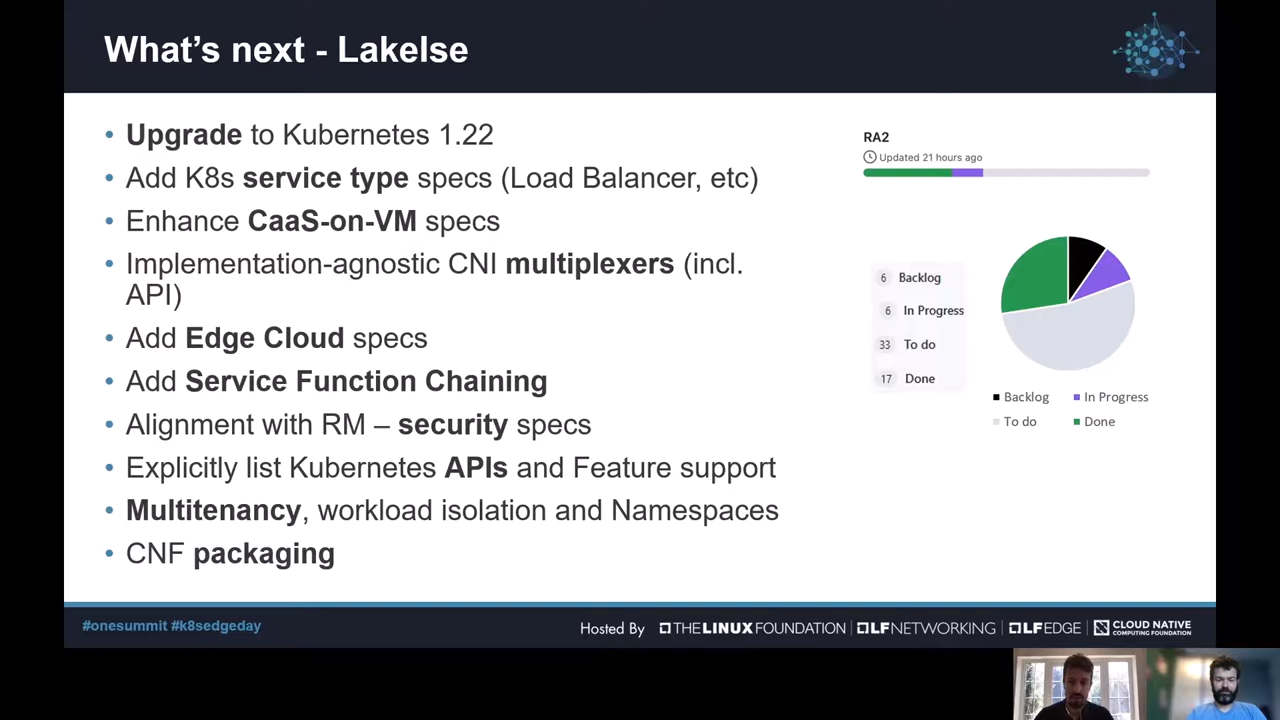 What's next - Lakelse
• Upgrade to Kubernetes 1.22
• Add K8s service type specs (Load Balancer, etc)
• Enhance CaaS-on-VM specs
• Implementation-agnostic CNI multiplexers (incl.
API)
• Add Edge Cloud specs
• Add Service Function Chaining
• Alignment with RM – security specs
• Explicitly list Kubernetes APIs and Feature support
• Multitenancy, workload isolation and Namespaces
• CNF packaging
RA2
Updated 21 hours ago
6 Backlog
6 In Progress
33 To do
17 Done
Backlog In Progress
To do Done
#onesummit #k8sedgeday
Hosted By THE LINUX FOUNDATION | LF NETWORKING | LF EDGE | CLOUD NATIVE
COMPUTING FOUNDATION